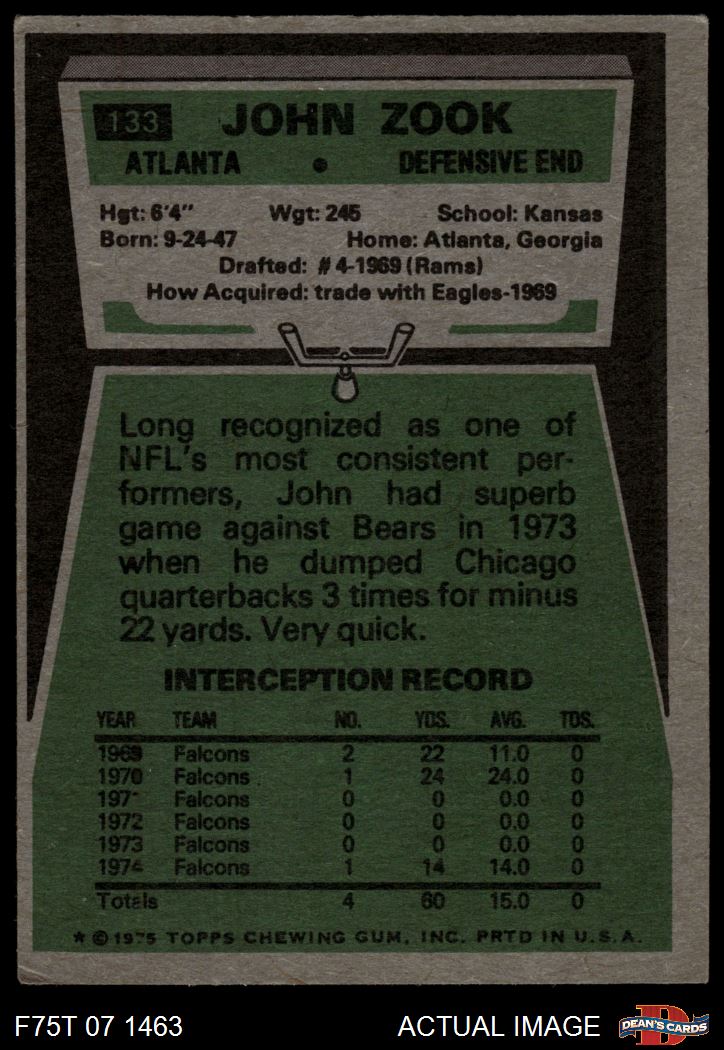 133 JOHN ZOOK
ATLANTA • DEFENSIVE END
Hgt: 6'4" Wgt: 245 School: Kansas
Born: 9-24-47 Home: Atlanta, Georgia
Drafted: #4-1969 (Rams)
How Acquired: trade with Eagles-1969
Long recognized as one of
NFL's most consistent per-
formers, John had superb
game against Bears in 1973
when he dumped Chicago
quarterbacks 3 times for minus
22 yards. Very quick.
INTERCEPTION RECORD
YEAR TEAM NO. YDS. AVG. TDS.
1969 Falcons 2 22 11.0 0
1970 Falcons 1 24 24.0 0
1971 Falcons 0 0 0.0 0
1972 Falcons 0 0 0.0 0
1973 Falcons 0 0 0.0 0
1974 Falcons 1 14 14.0 0
Totals 4 60 15.0 0
* © 1975 TOPPS CHEWING GUM, INC. PRTD IN U.S.A.
F75T 07 1463 ACTUAL IMAGE D DEAN'S CARDS